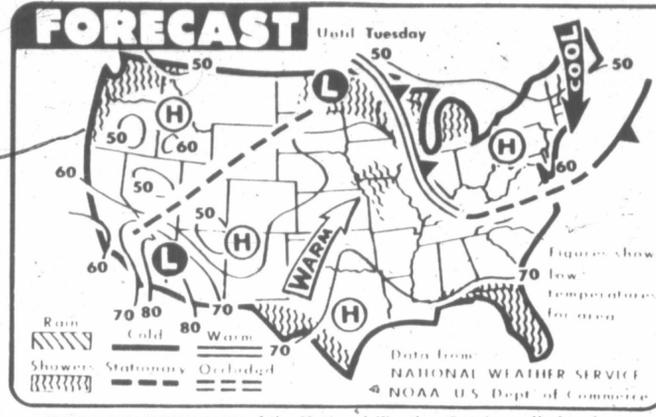 FORECAST
Until Tuesday
50
50
L
COOL
50
H
50
60
H
60
60
50
50
H
WARM
L
60
70
80
70
80
70
70
H
Figures show
low
temperatures
for area
Rain
Cold
Warm
Showers
Stationary
Occluded
Data from
NATIONAL WEATHER SERVICE
NOAA U.S. Dept. of Commerce